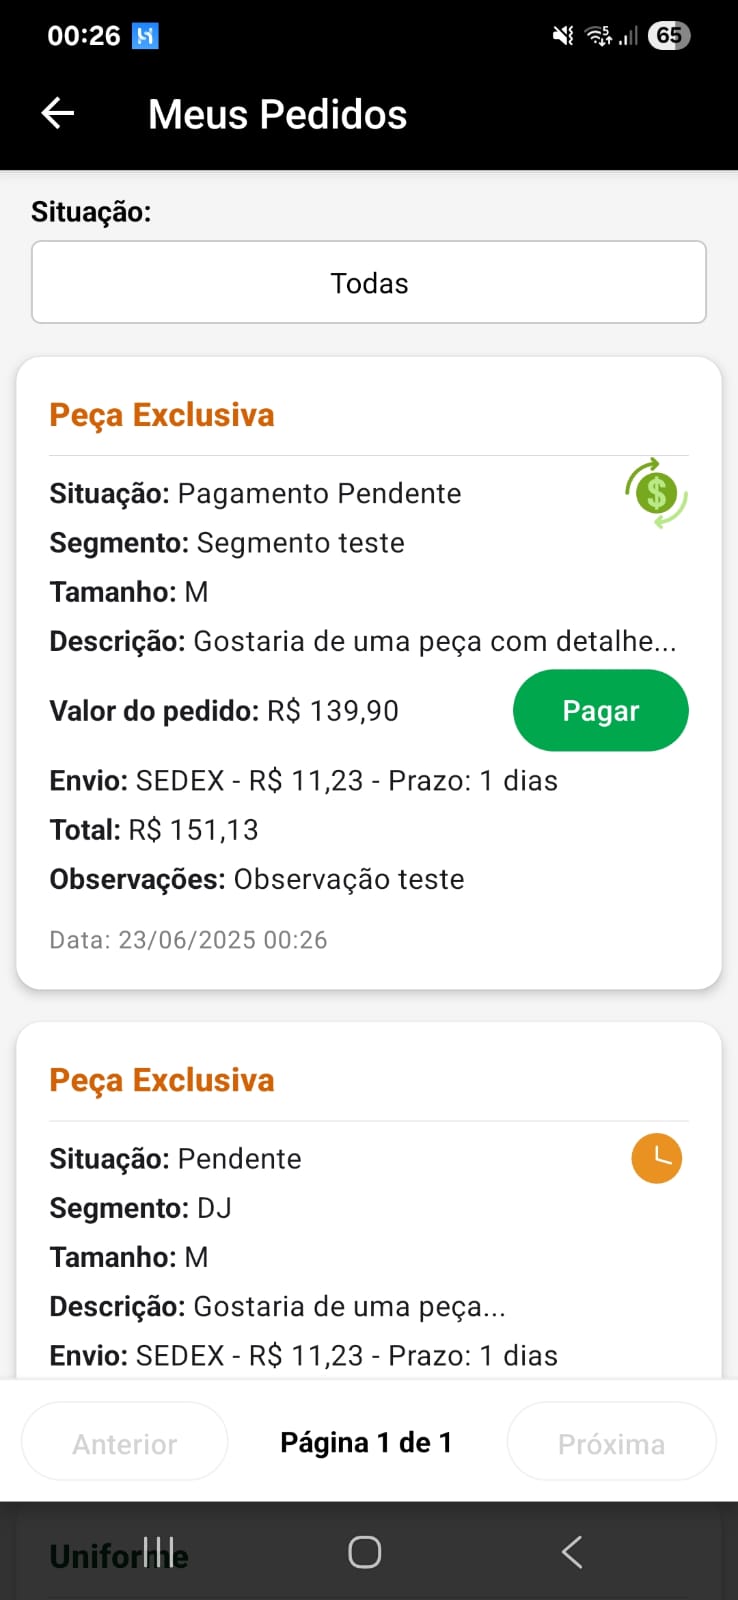 00:26
65
Meus Pedidos
Situação:
Todas
Peça Exclusiva
Situação: Pagamento Pendente
Segmento: Segmento teste
Tamanho: M
Descrição: Gostaria de uma peça com detalhe...
Valor do pedido: R$ 139,90
Pagar
Envio: SEDEX - R$ 11,23 - Prazo: 1 dias
Total: R$ 151,13
Observações: Observação teste
Data: 23/06/2025 00:26
Peça Exclusiva
Situação: Pendente
Segmento: DJ
Tamanho: M
Descrição: Gostaria de uma peça...
Envio: SEDEX - R$ 11,23 - Prazo: 1 dias
Anterior
Página 1 de 1
Próxima
Uniforme